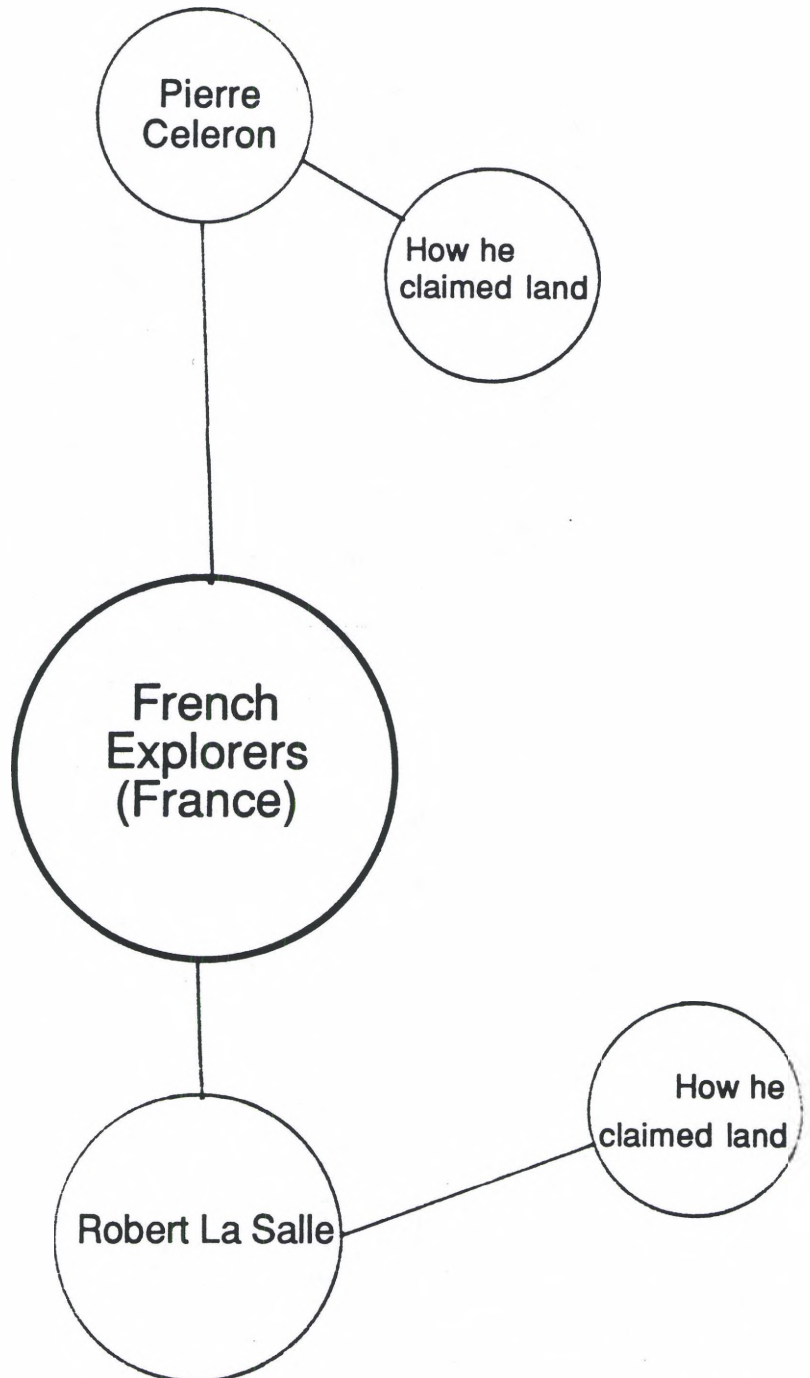 Pierre
Celeron
How he
claimed land
French
Explorers
(France)
How he
claimed land
Robert La Salle